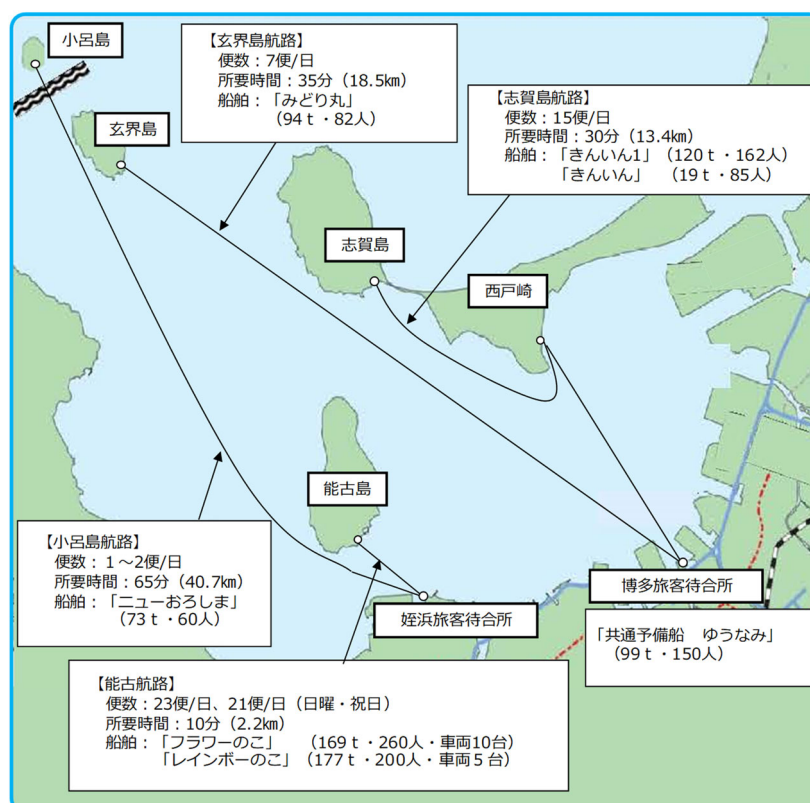 小呂島
【玄界島航路】
便数：7便/日
所要時間：35分（18.5㎞）
船舶：「みどり丸」
（94ｔ・82人）
玄界島
【志賀島航路】
便数：15便/日
所要時間：30分（13.4㎞）
船舶：「きんいん1」（120ｔ・162人）
「きんいん」　（19ｔ・85人）
志賀島
西戸崎
能古島
【小呂島航路】
便数：１～2便/日
所要時間：65分（40.7㎞）
船舶：「ニューおろしま」
（73ｔ・60人）
博多旅客待合所
姪浜旅客待合所
「共通予備船　ゆうなみ」
（99ｔ・150人）
【能古航路】
便数：23便/日、21便/日（日曜・祝日）
所要時間：10分（2.2㎞）
船舶：「フラワーのこ」　（169ｔ・260人・車両10台）
「レインボーのこ」（177ｔ・200人・車両５台）